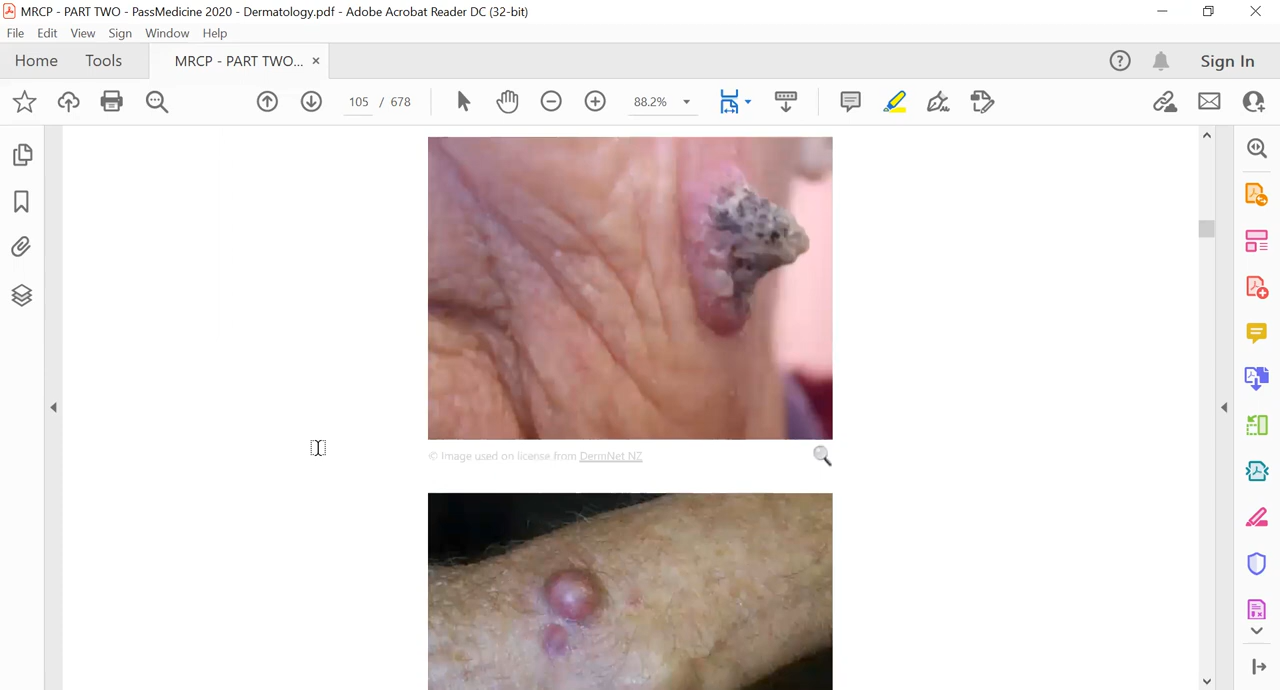 MRCP - PART TWO - PassMedicine 2020 - Dermatology.pdf - Adobe Acrobat Reader DC (32-bit)
File Edit View Sign Window Help
Home Tools MRCP - PART TWO... × Sign In
105 / 678 88.2%
© Image used on license from DermNet NZ